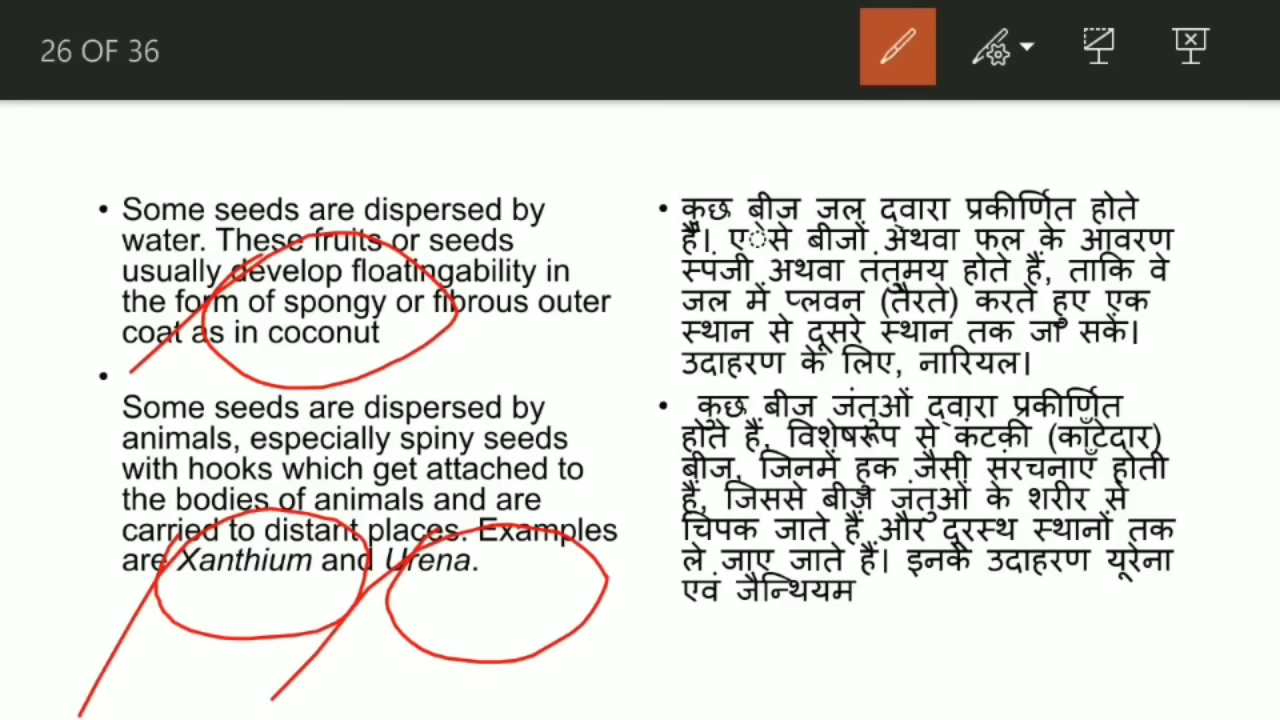 26 OF 36
• Some seeds are dispersed by
water. These fruits or seeds
usually develop floatingability in
the form of spongy or fibrous outer
coat as in coconut
•
Some seeds are dispersed by
animals, especially spiny seeds
with hooks which get attached to
the bodies of animals and are
carried to distant places. Examples
are Xanthium and Urena.
• कुछ बीज जल द्वारा प्रकीर्णित होते
हैं। एेसे बीजों अथवा फल के आवरण
स्पंजी अथवा तंतुमय होते हैं, ताकि वे
जल में प्लवन (तैरते) करते हुए एक
स्थान से दूसरे स्थान तक जा सकें।
उदाहरण के लिए, नारियल।
• कुछ बीज जंतुओं द्वारा प्रकीर्णित
होते हैं, विशेषरूप से कंटकी (काँटेदार)
बीज, जिनमें हुक जैसी संरचनाएँ होती
हैं, जिससे बीज जंतुओं के शरीर से
चिपक जाते हैं और दूरस्थ स्थानों तक
ले जाए जाते हैं। इनके उदाहरण यूरेना
एवं जैन्थियम